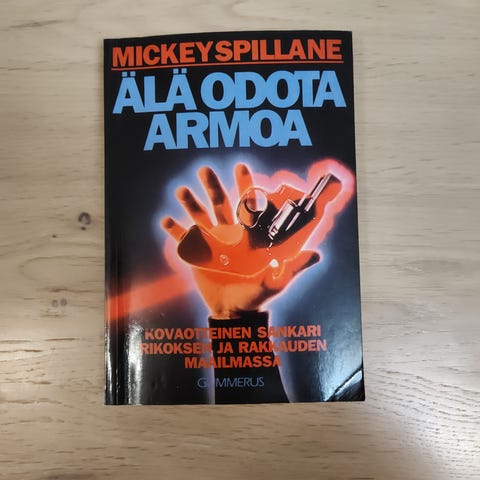 MICKEY SPILLANE
ÄLÄ ODOTA
ARMOA
KOVAOTTEINEN SANKARI
RIKOKSEN JA RAKKAUDEN
MAAILMASSA
GUMMERUS